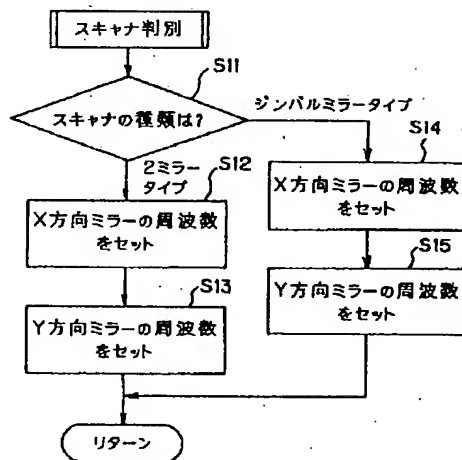 スキャナ判別
S11
スキャナの種類は?
ジンバルミラータイプ
2ミラー
タイプ
S12
X方向ミラーの周波数
をセット
S13
Y方向ミラーの周波数
をセット
S14
X方向ミラーの周波数
をセット
S15
Y方向ミラーの周波数
をセット
リターン